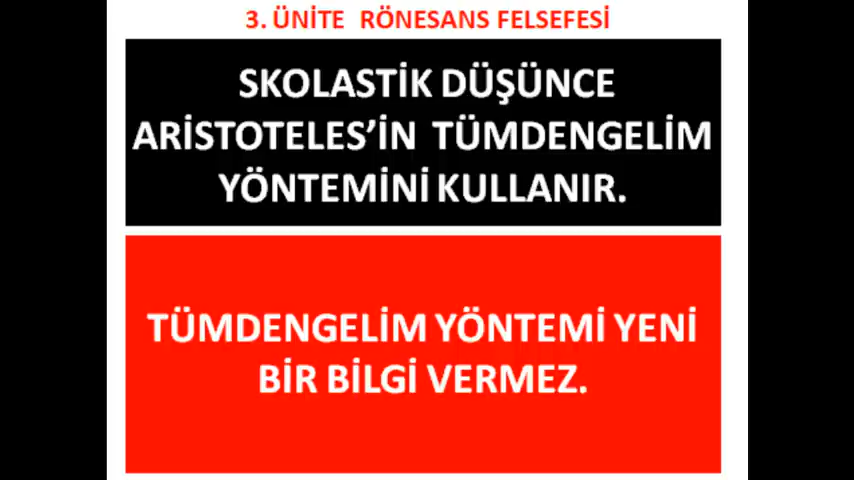 3. ÜNİTE RÖNESANS FELSEFESİ
SKOLASTİK DÜŞÜNCE
ARİSTOTELES’İN TÜMDENGELİM
YÖNTEMİNİ KULLANIR.
TÜMDENGELİM YÖNTEMİ YENİ
BİR BİLGİ VERMEZ.